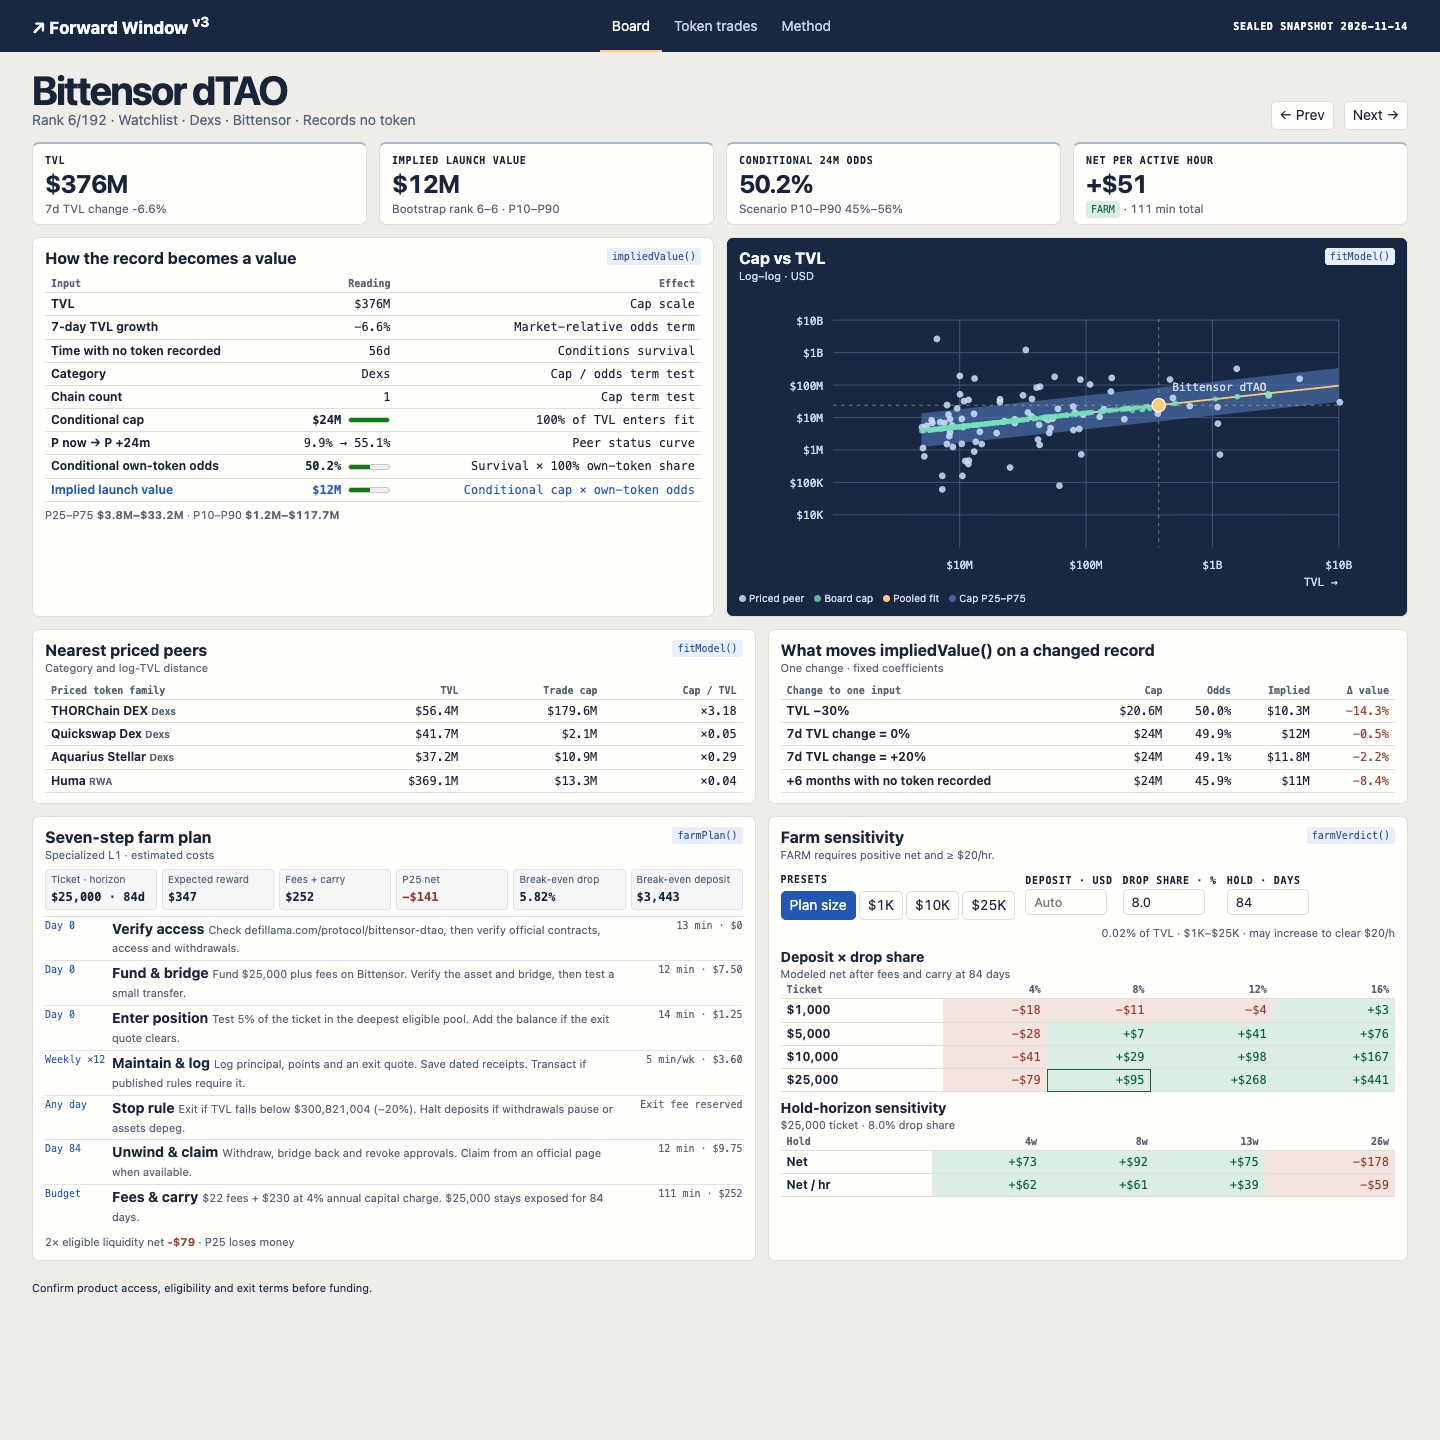 ↗ Forward Window v3
Board Token trades Method
SEALED SNAPSHOT 2026-11-14
Bittensor dTAO
Rank 6/192 · Watchlist · Dexs · Bittensor · Records no token
← Prev Next →
TVL
$376M
7d TVL change -6.6%
IMPLIED LAUNCH VALUE
$12M
Bootstrap rank 6–6 · P10–P90
CONDITIONAL 24M ODDS
50.2%
Scenario P10–P90 45%–56%
NET PER ACTIVE HOUR
+$51
FARM · 111 min total
How the record becomes a value impliedValue()
Input Reading Effect
TVL $376M Cap scale
7-day TVL growth −6.6% Market-relative odds term
Time with no token recorded 56d Conditions survival
Category Dexs Cap / odds term test
Chain count 1 Cap term test
Conditional cap $24M 100% of TVL enters fit
P now → P +24m 9.9% → 55.1% Peer status curve
Conditional own-token odds 50.2% Survival × 100% own-token share
Implied launch value $12M Conditional cap × own-token odds
P25–P75 $3.8M–$33.2M · P10–P90 $1.2M–$117.7M
Cap vs TVL fitModel()
Log–log · USD
$10B
$1B
$100M
$10M
$1M
$100K
$10K
Bittensor dTAO
$10M $100M $1B $10B
TVL →
Priced peer Board cap Pooled fit Cap P25–P75
Nearest priced peers fitModel()
Category and log-TVL distance
Priced token family TVL Trade cap Cap / TVL
THORChain DEX Dexs $56.4M $179.6M ×3.18
Quickswap Dex Dexs $41.7M $2.1M ×0.05
Aquarius Stellar Dexs $37.2M $10.9M ×0.29
Huma RWA $369.1M $13.3M ×0.04
What moves impliedValue() on a changed record
One change · fixed coefficients
Change to one input Cap Odds Implied Δ value
TVL −30% $20.6M 50.0% $10.3M −14.3%
7d TVL change = 0% $24M 49.9% $12M −0.5%
7d TVL change = +20% $24M 49.1% $11.8M −2.2%
+6 months with no token recorded $24M 45.9% $11M −8.4%
Seven-step farm plan farmPlan()
Specialized L1 · estimated costs
Ticket · horizon
$25,000 · 84d
Expected reward
$347
Fees + carry
$252
P25 net
−$141
Break-even drop
5.82%
Break-even deposit
$3,443
Day 0 Verify access Check defillama.com/protocol/bittensor-dtao, then verify official contracts, 13 min · $0
access and withdrawals.
Day 0 Fund & bridge Fund $25,000 plus fees on Bittensor. Verify the asset and bridge, then test a 12 min · $7.50
small transfer.
Day 0 Enter position Test 5% of the ticket in the deepest eligible pool. Add the balance if the exit 14 min · $1.25
quote clears.
Weekly ×12 Maintain & log Log principal, points and an exit quote. Save dated receipts. Transact if 5 min/wk · $3.60
published rules require it.
Any day Stop rule Exit if TVL falls below $300,821,004 (−20%). Halt deposits if withdrawals pause or Exit fee reserved
assets depeg.
Day 84 Unwind & claim Withdraw, bridge back and revoke approvals. Claim from an official page 12 min · $9.75
when available.
Budget Fees & carry $22 fees + $230 at 4% annual capital charge. $25,000 stays exposed for 84 111 min · $252
days.
2× eligible liquidity net -$79 · P25 loses money
Farm sensitivity farmVerdict()
FARM requires positive net and ≥ $20/hr.
PRESETS DEPOSIT · USD DROP SHARE · % HOLD · DAYS
Plan size $1K $10K $25K Auto 8.0 84
0.02% of TVL · $1K–$25K · may increase to clear $20/h
Deposit × drop share
Modeled net after fees and carry at 84 days
Ticket 4% 8% 12% 16%
$1,000 −$18 −$11 −$4 +$3
$5,000 −$28 +$7 +$41 +$76
$10,000 −$41 +$29 +$98 +$167
$25,000 −$79 +$95 +$268 +$441
Hold-horizon sensitivity
$25,000 ticket · 8.0% drop share
Hold 4w 8w 13w 26w
Net +$73 +$92 +$75 −$178
Net / hr +$62 +$61 +$39 −$59
Confirm product access, eligibility and exit terms before funding.